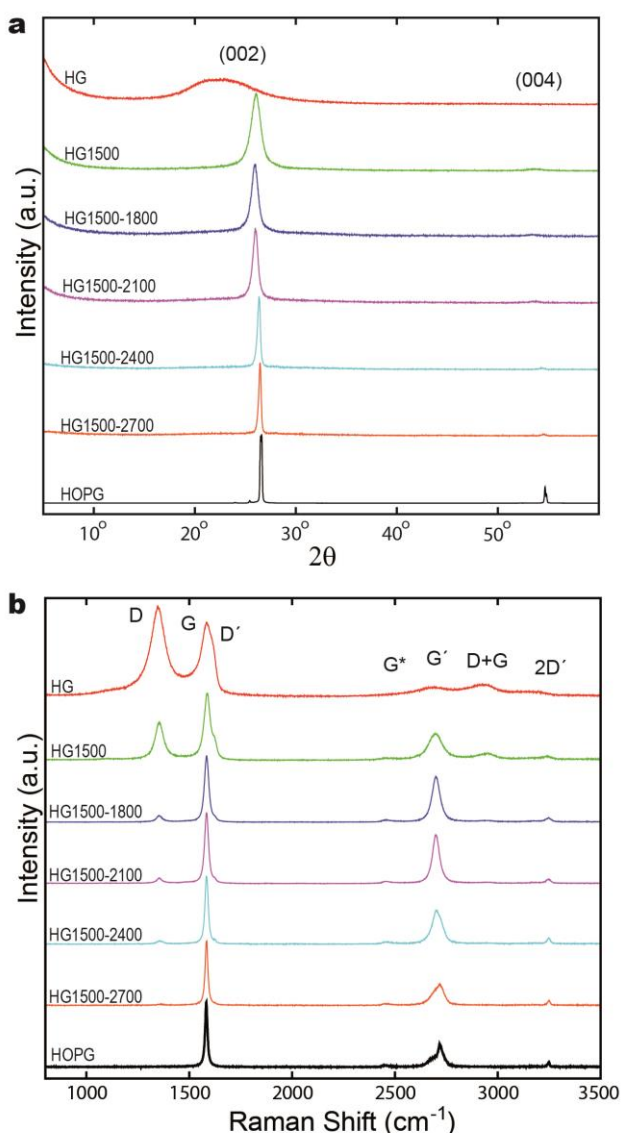 a
(002)
(004)
HG
HG1500
HG1500-1800
HG1500-2100
HG1500-2400
HG1500-2700
HOPG
Intensity (a.u.)
10° 20° 30° 40° 50°
2θ
b
D G D´ G* G´ D+G 2D´
HG
HG1500
HG1500-1800
HG1500-2100
HG1500-2400
HG1500-2700
HOPG
Intensity (a.u.)
1000 1500 2000 2500 3000 3500
Raman Shift (cm⁻¹)